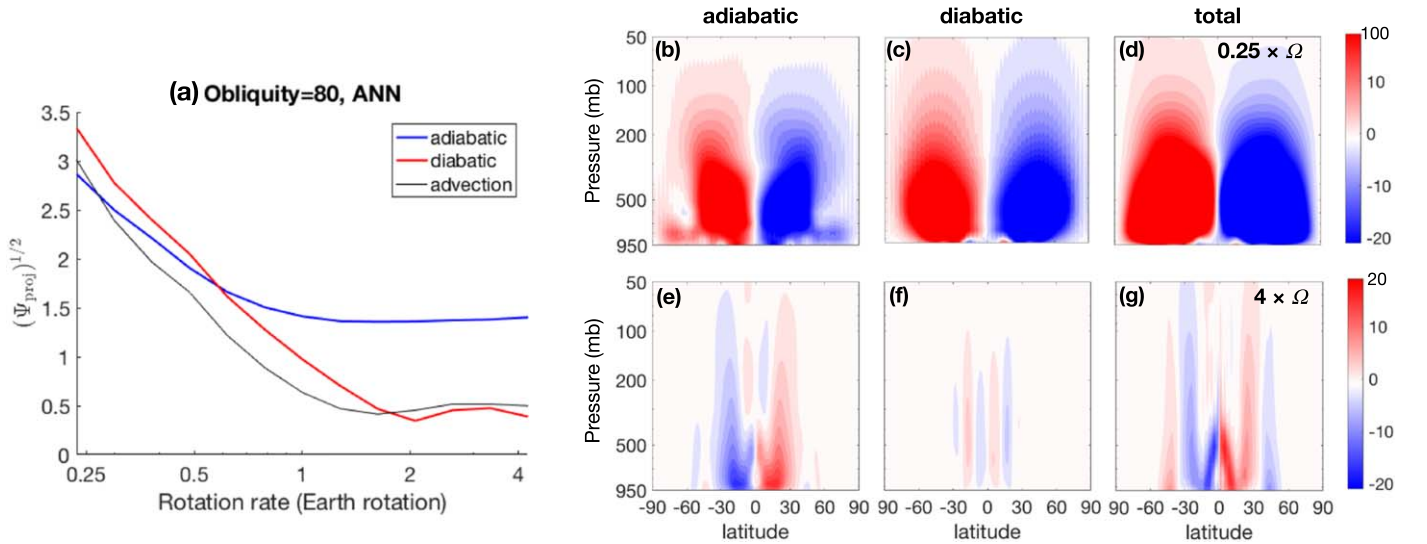 (a) Obliquity=80, ANN
3.5
3
2.5
2
1.5
1
0.5
0
(Ψproj)1/2
adiabatic
diabatic
advection
0.25 0.5 1 2 4
Rotation rate (Earth rotation)
adiabatic diabatic total
(b) (c) (d) 0.25 × Ω
50
100
200
500
950
Pressure (mb)
100
10
0
-10
-20
(e) (f) (g) 4 × Ω
50
100
200
500
950
Pressure (mb)
20
10
0
-10
-20
-90 -60 -30 0 30 60 90 -90 -60 -30 0 30 60 90 -90 -60 -30 0 30 60 90
latitude latitude latitude